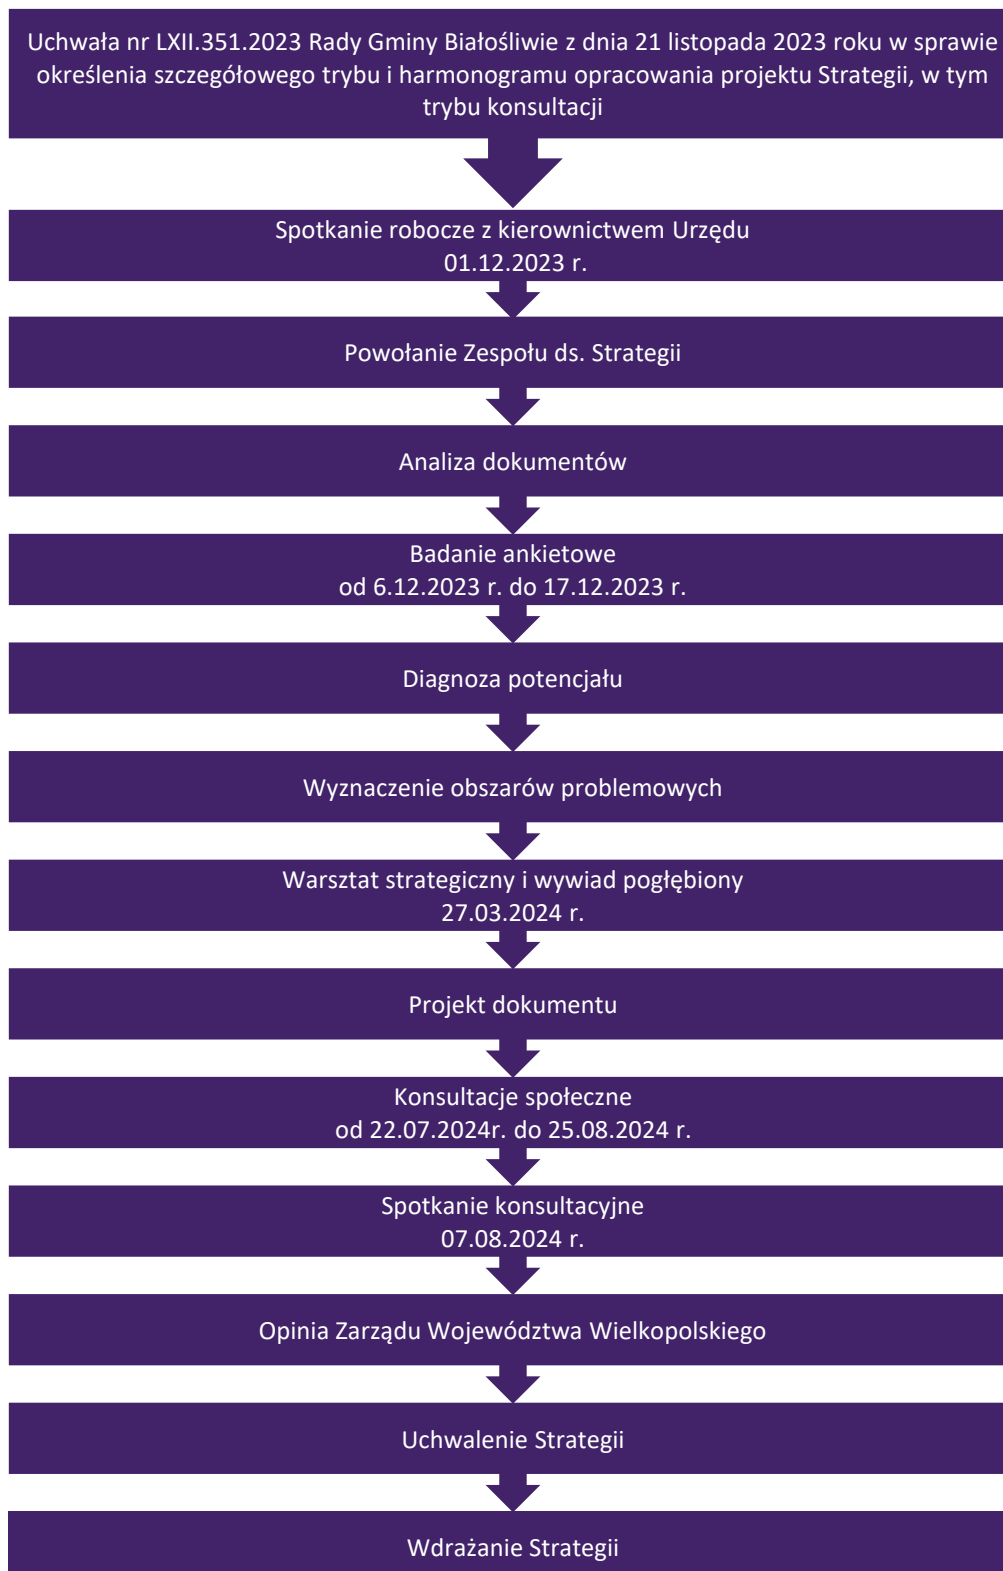 Uchwała nr LXII.351.2023 Rady Gminy Białośliwie z dnia 21 listopada 2023 roku w sprawie
określenia szczegółowego trybu i harmonogramu opracowania projektu Strategii, w tym
trybu konsultacji
Spotkanie robocze z kierownictwem Urzędu
01.12.2023 r.
Powołanie Zespołu ds. Strategii
Analiza dokumentów
Badanie ankietowe
od 6.12.2023 r. do 17.12.2023 r.
Diagnoza potencjału
Wyznaczenie obszarów problemowych
Warsztat strategiczny i wywiad pogłębiony
27.03.2024 r.
Projekt dokumentu
Konsultacje społeczne
od 22.07.2024r. do 25.08.2024 r.
Spotkanie konsultacyjne
07.08.2024 r.
Opinia Zarządu Województwa Wielkopolskiego
Uchwalenie Strategii
Wdrażanie Strategii